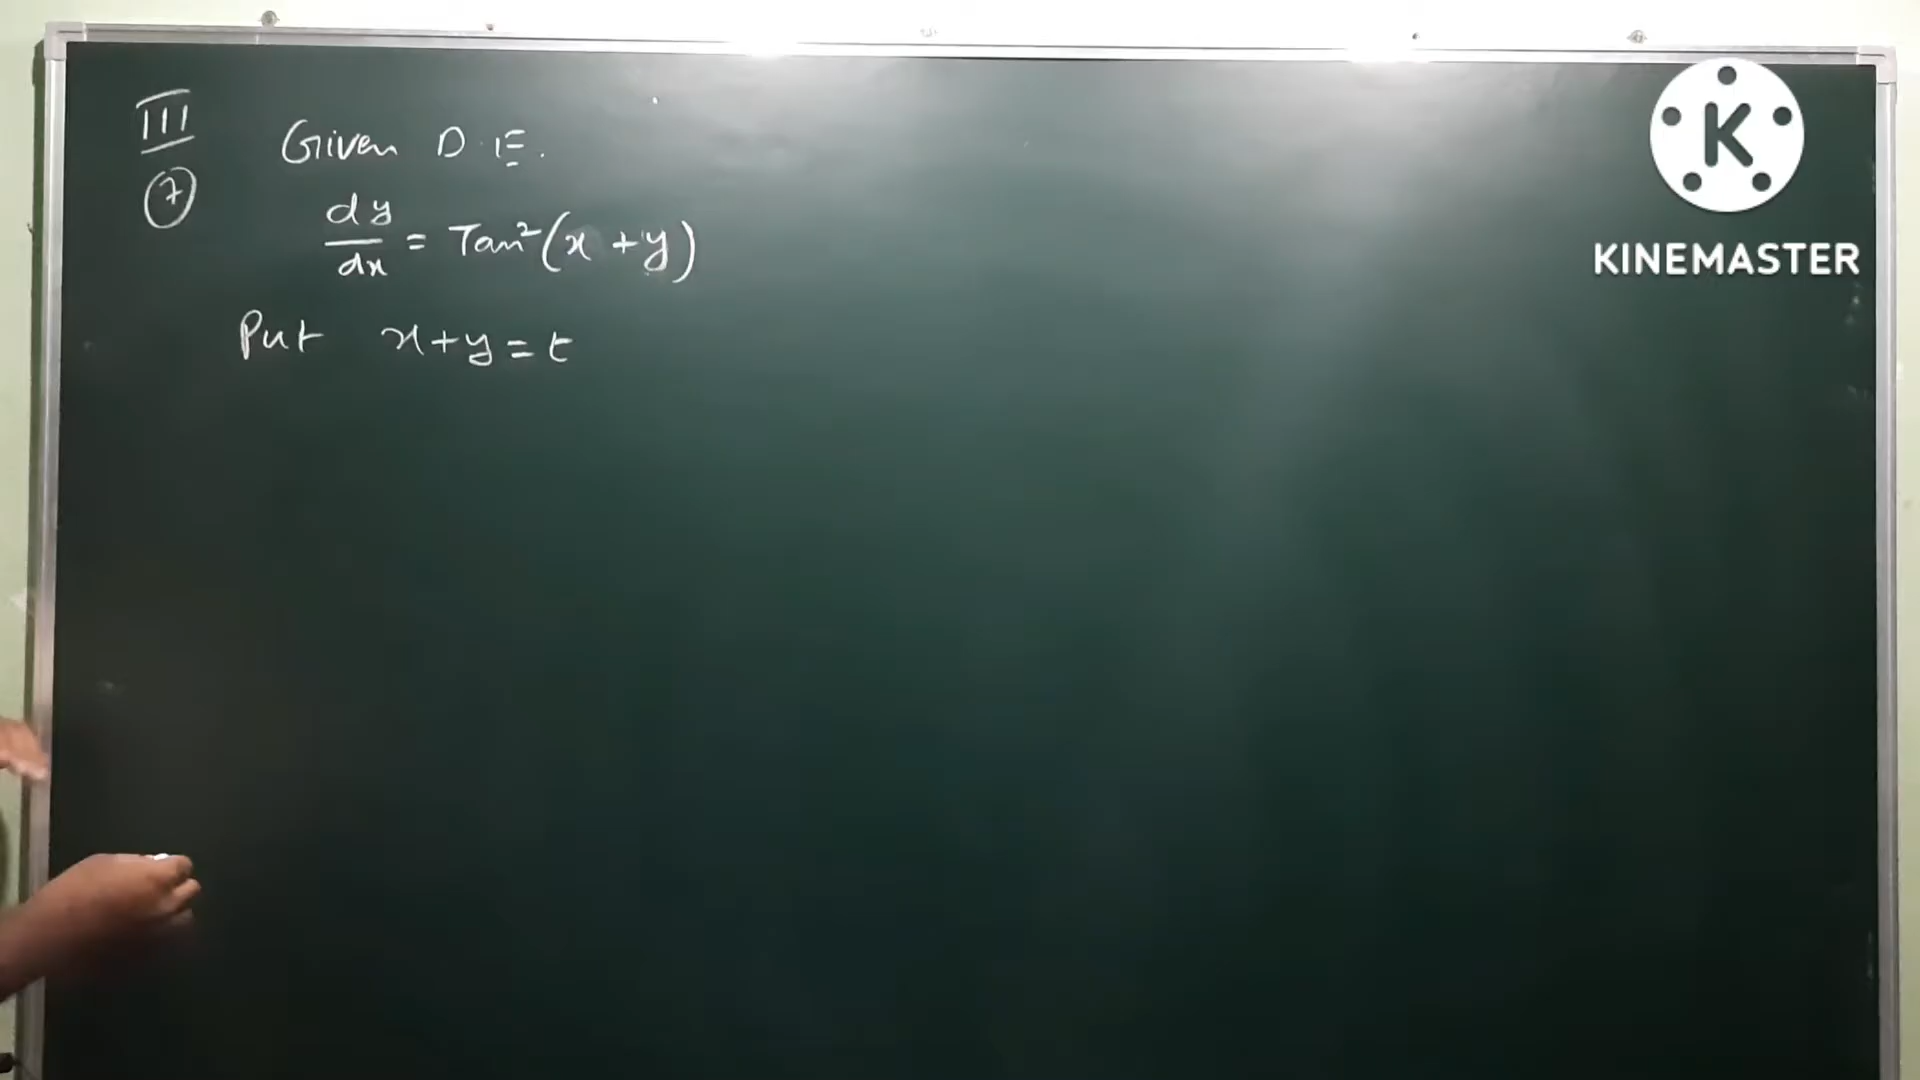 III
7
Given D.E.
dy/dx = Tan²(x + y)
Put x+y=t
K
KINEMASTER